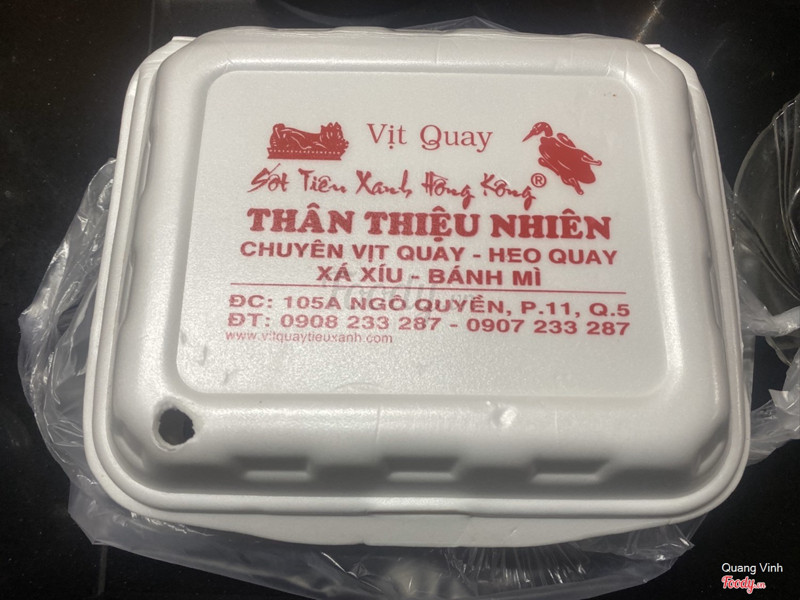 Vịt Quay
Sốt Tiêu Xanh Hồng Kông ®
THÂN THIỆU NHIÊN
CHUYÊN VỊT QUAY - HEO QUAY
XÁ XÍU - BÁNH MÌ
ĐC: 105A NGÔ QUYỀN, P.11, Q.5
ĐT: 0908 233 287 - 0907 233 287
www.vitquaytieuxanh.com
Quang Vinh
Foody.vn